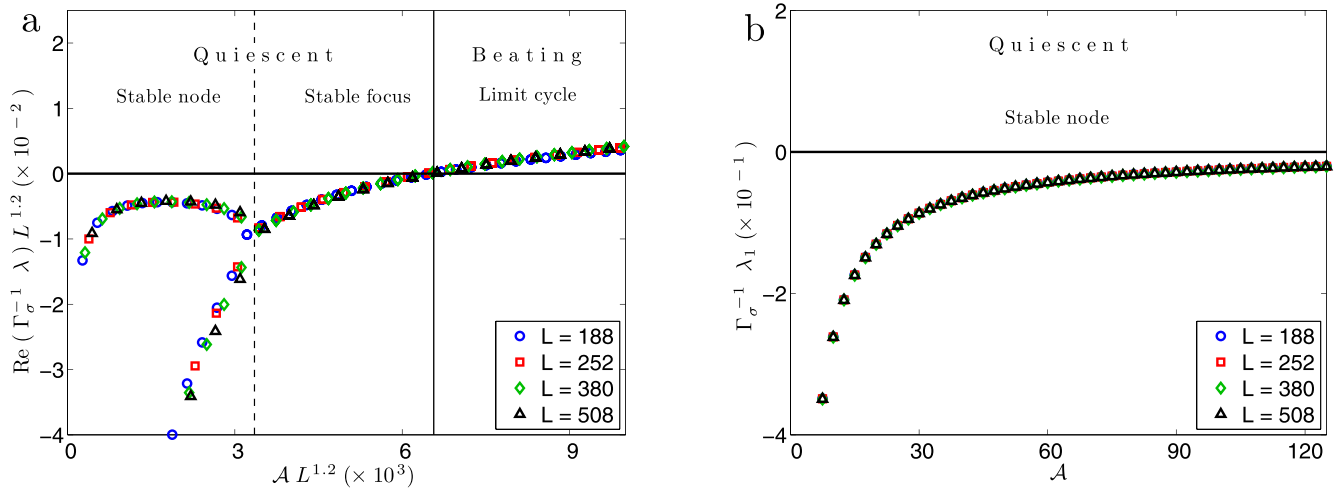 a
Quiescent
Beating
Stable node
Stable focus
Limit cycle
Re ( Γσ⁻¹ λ ) L¹·² (× 10⁻²)
2
1
0
−1
−2
−3
−4
0
3
6
9
𝒜 L¹·² (× 10³)
L = 188
L = 252
L = 380
L = 508
b
Quiescent
Stable node
Γσ⁻¹ λ₁ (× 10⁻¹)
2
0
−2
−4
0
30
60
90
120
𝒜
L = 188
L = 252
L = 380
L = 508